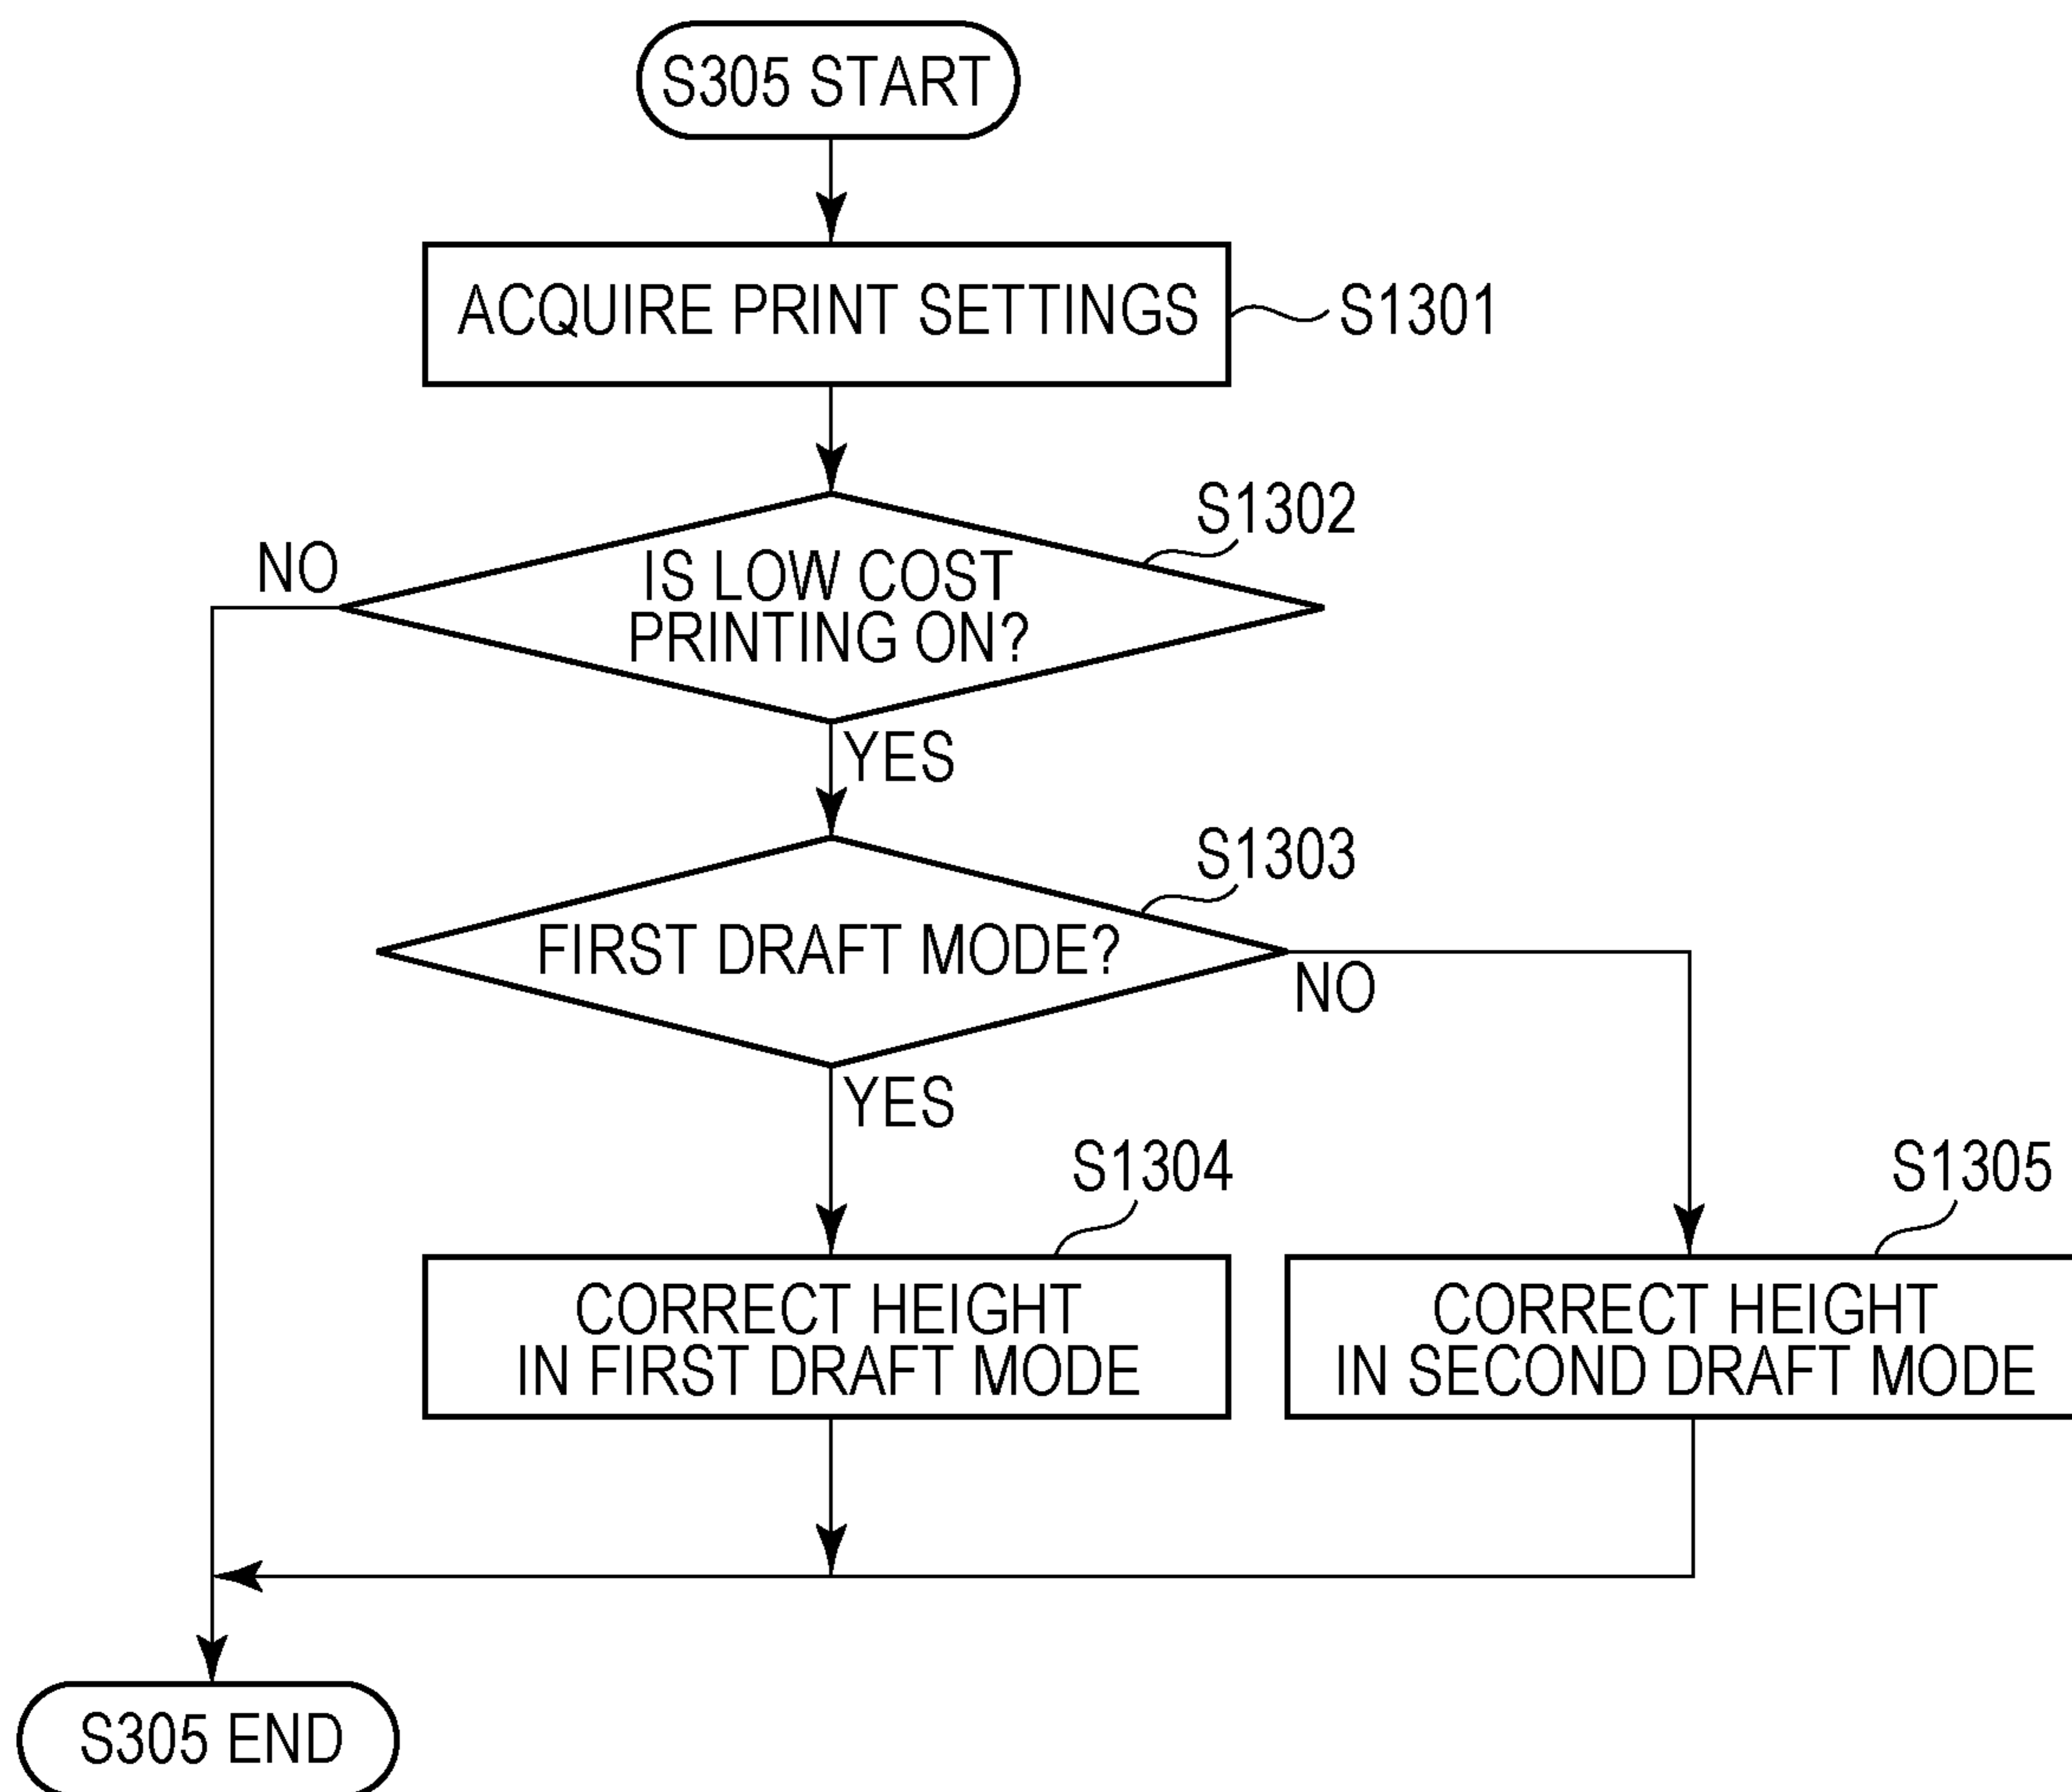 S305 START
ACQUIRE PRINT SETTINGS
S1301
S1302
NO
IS LOW COST
PRINTING ON?
YES
S1303
FIRST DRAFT MODE?
NO
YES
S1304
S1305
CORRECT HEIGHT
IN FIRST DRAFT MODE
CORRECT HEIGHT
IN SECOND DRAFT MODE
S305 END